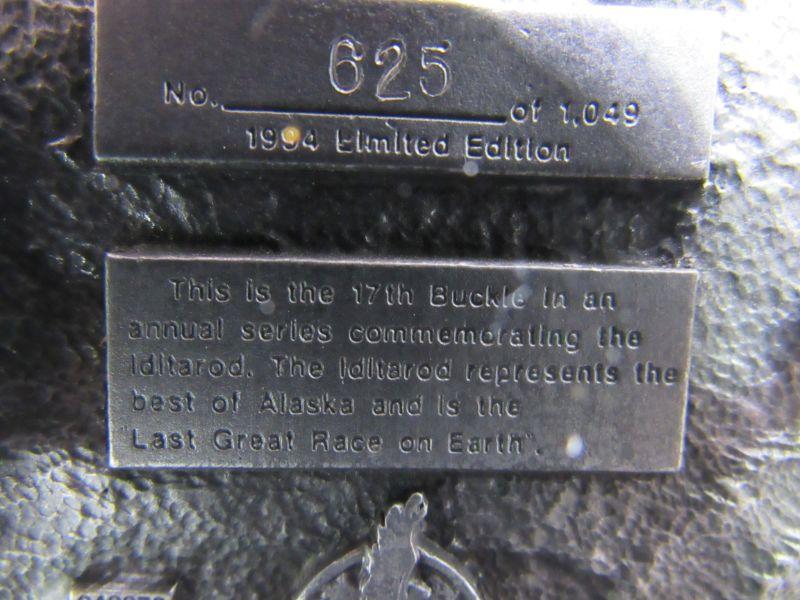 625
No. of 1,049
1994 Limited Edition
This is the 17th Buckle in an
annual series commemorating the
Iditarod. The Iditarod represents the
best of Alaska and is the
"Last Great Race on Earth".